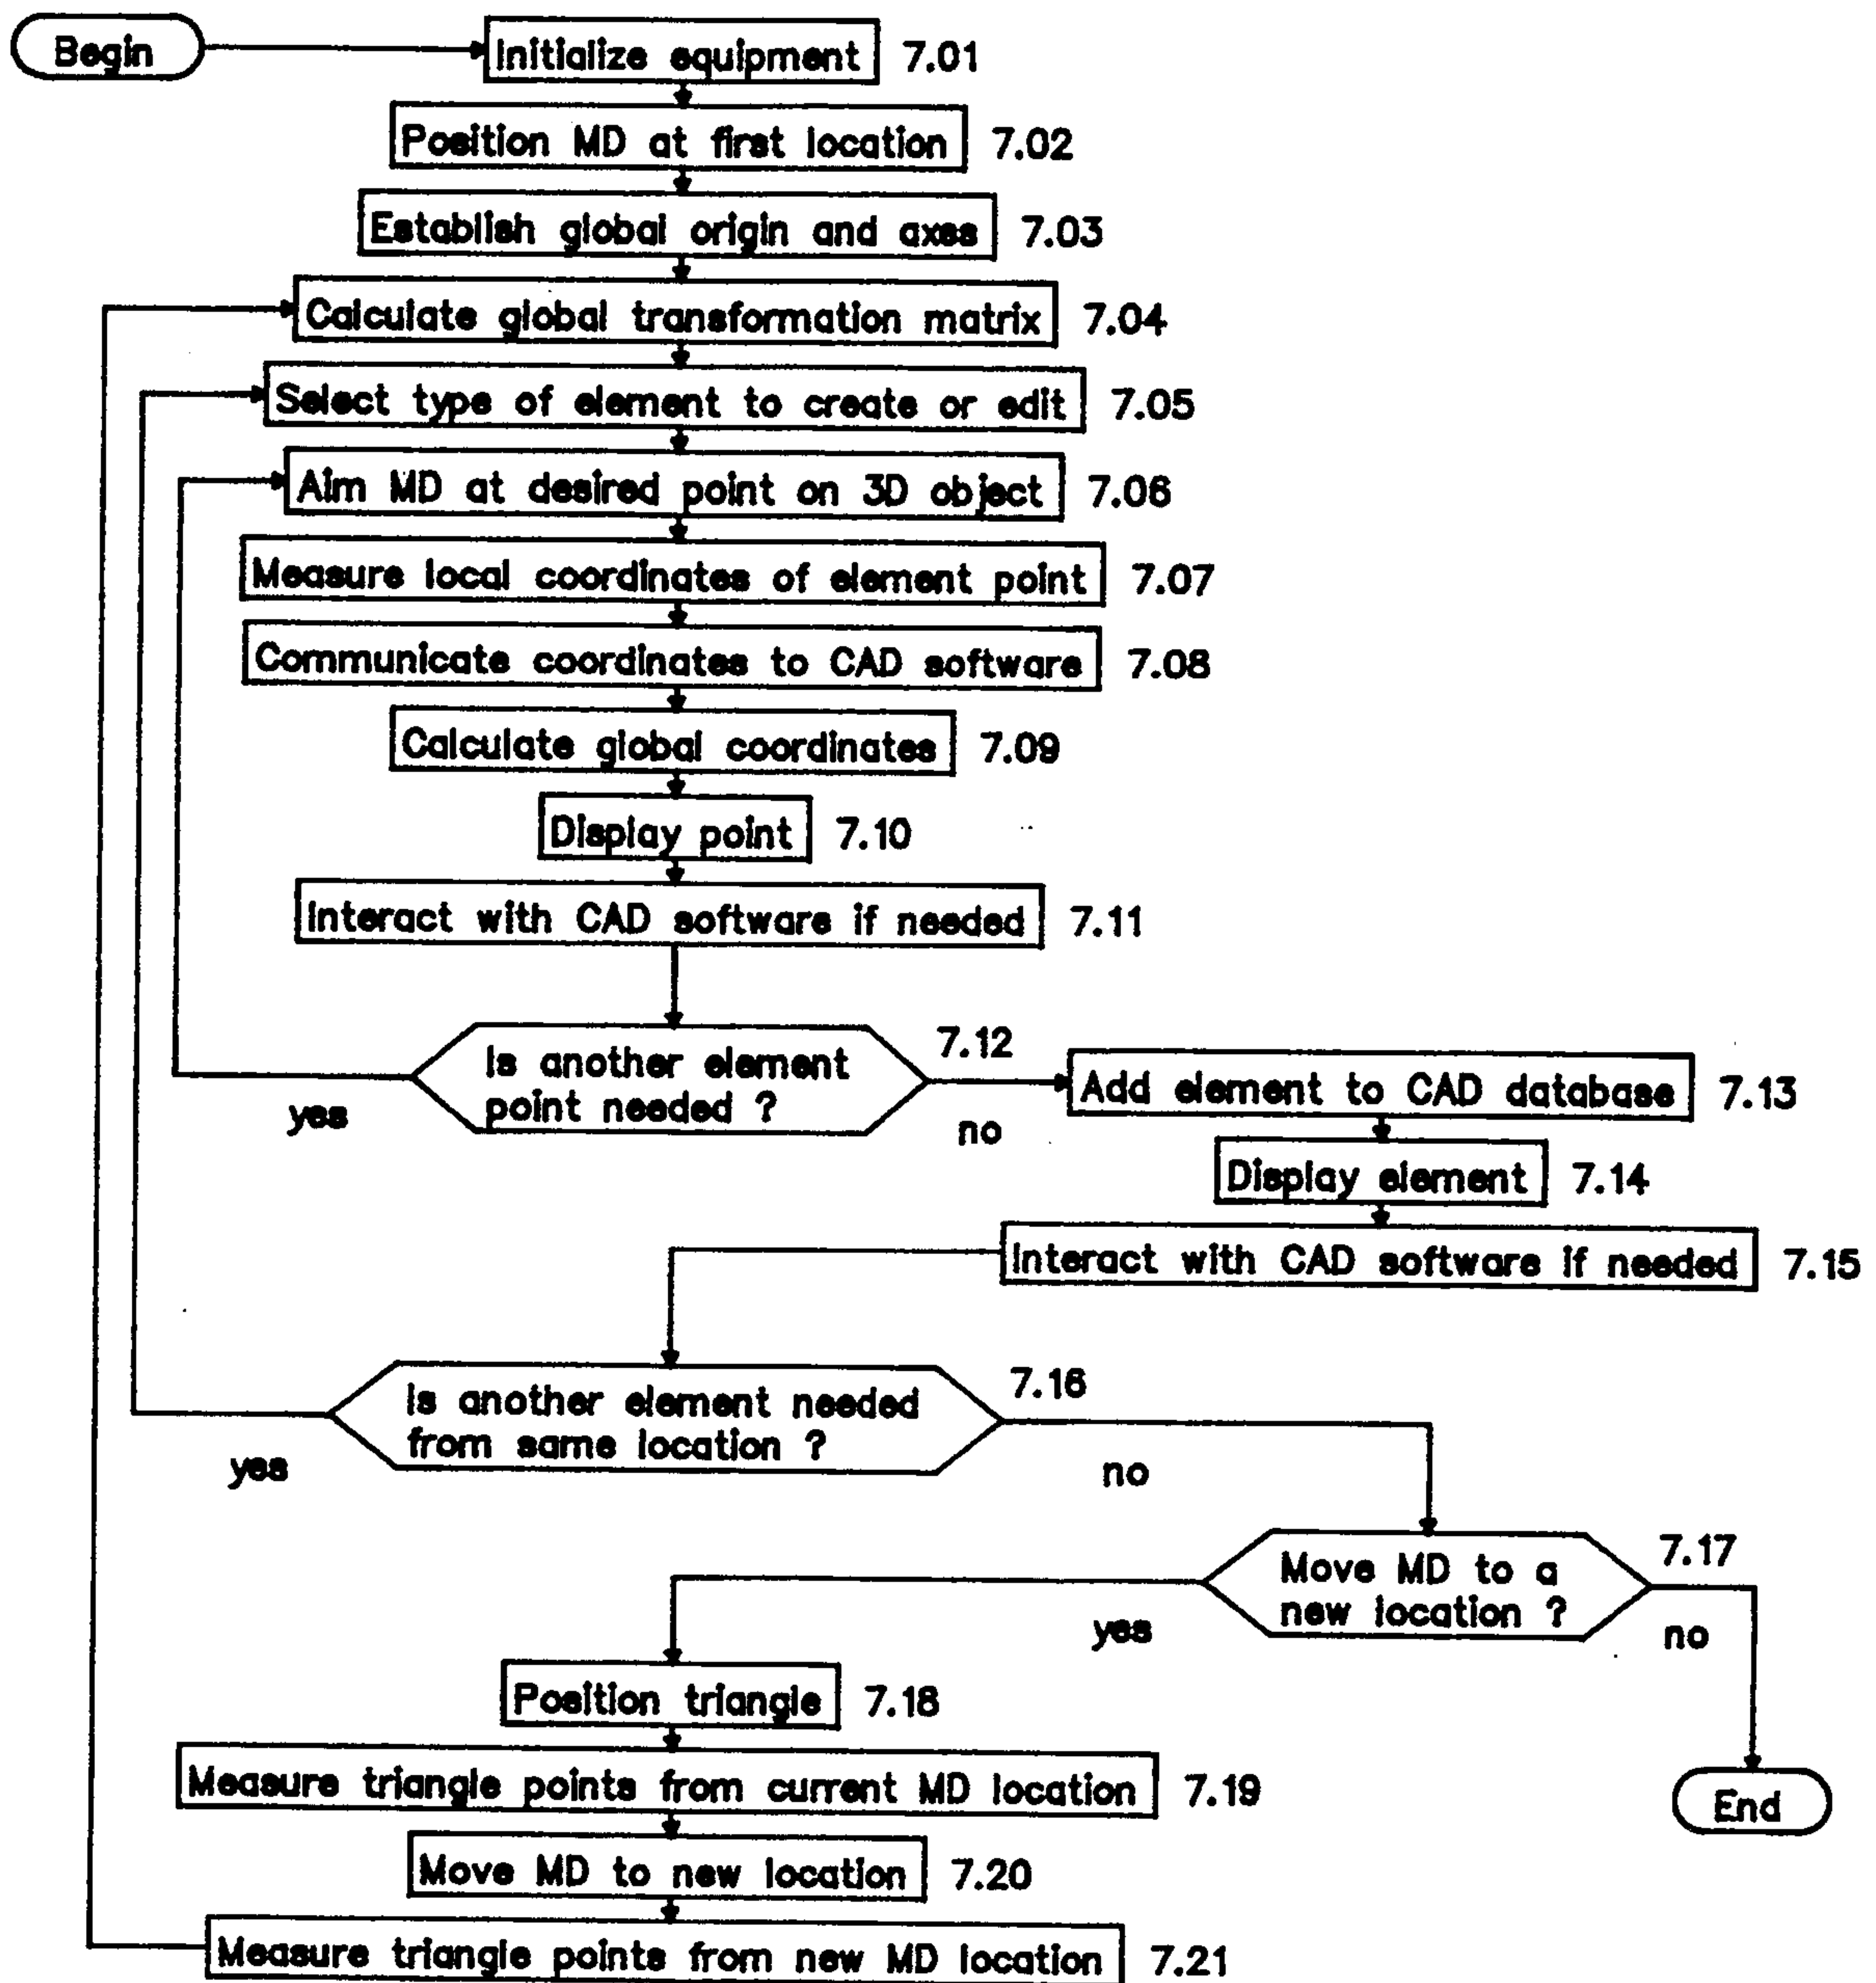 Begin
Initialize equipment 7.01
Position MD at first location 7.02
Establish global origin and axes 7.03
Calculate global transformation matrix 7.04
Select type of element to create or edit 7.05
Aim MD at desired point on 3D object 7.06
Measure local coordinates of element point 7.07
Communicate coordinates to CAD software 7.08
Calculate global coordinates 7.09
Display point 7.10
Interact with CAD software if needed 7.11
Is another element
point needed ?
7.12
yes
no
Add element to CAD database 7.13
Display element 7.14
Interact with CAD software if needed 7.15
Is another element needed
from same location ?
7.16
yes
no
Move MD to a
new location ?
7.17
yes
no
Position triangle 7.18
Measure triangle points from current MD location 7.19
End
Move MD to new location 7.20
Measure triangle points from new MD location 7.21